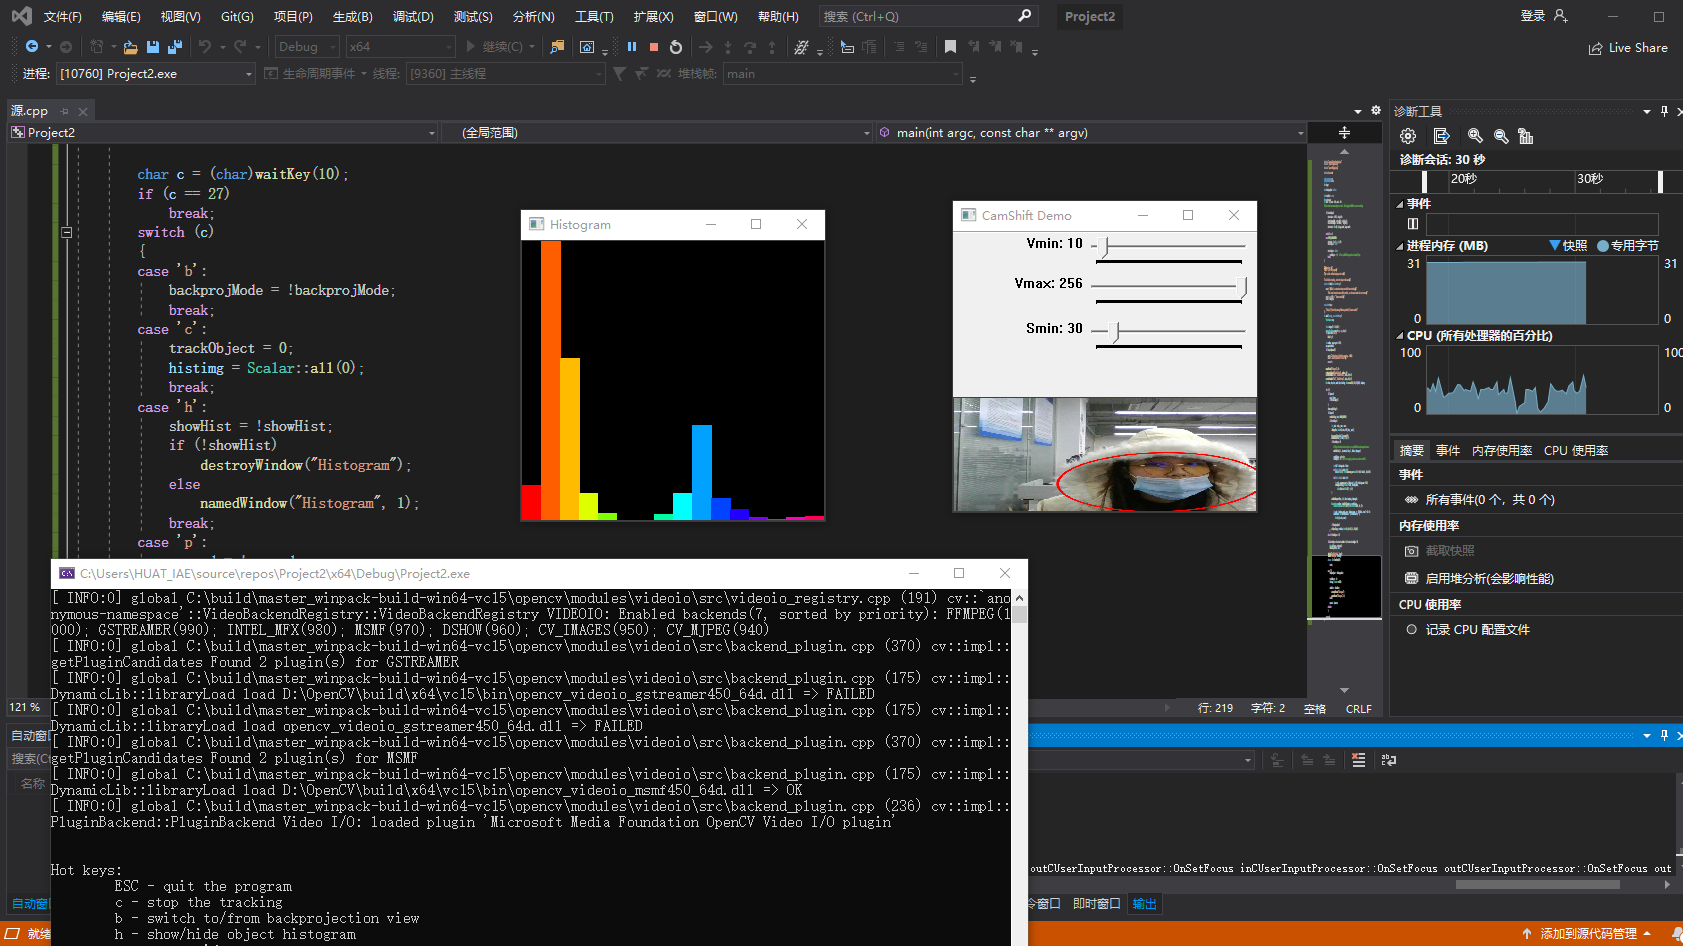 文件(F) 编辑(E) 视图(V) Git(G) 项目(P) 生成(B) 调试(D) 测试(S) 分析(N) 工具(T) 扩展(X) 窗口(W) 帮助(H) 搜索 (Ctrl+Q) Project2 登录
Debug x64 继续(C) Live Share
进程: [10760] Project2.exe 生命周期事件 线程: [9360] 主线程 堆栈帧: main
源.cpp
Project2 (全局范围) main(int argc, const char ** argv)
char c = (char)waitKey(10);
if (c == 27)
break;
switch (c)
{
case 'b':
backprojMode = !backprojMode;
break;
case 'c':
trackObject = 0;
histimg = Scalar::all(0);
break;
case 'h':
showHist = !showHist;
if (!showHist)
destroyWindow("Histogram");
else
namedWindow("Histogram", 1);
break;
case 'p':
121 %
行: 219 字符: 2 空格 CRLF
Histogram
CamShift Demo
Vmin: 10
Vmax: 256
Smin: 30
诊断工具
诊断会话: 30 秒
20秒 30秒
事件
进程内存 (MB) 快照 专用字节
31 31
0 0
CPU (所有处理器的百分比)
100 100
0 0
摘要 事件 内存使用率 CPU 使用率
事件
所有事件(0 个，共 0 个)
内存使用率
截取快照
启用堆分析(会影响性能)
CPU 使用率
记录 CPU 配置文件
C:\Users\HUAT_IAE\source\repos\Project2\x64\Debug\Project2.exe
[ INFO:0] global C:\build\master_winpack-build-win64-vc15\opencv\modules\videoio\src\videoio_registry.cpp (191) cv::`ano
nymous-namespace'::VideoBackendRegistry::VideoBackendRegistry VIDEOIO: Enabled backends(7, sorted by priority): FFMPEG(1
000); GSTREAMER(990); INTEL_MFX(980); MSMF(970); DSHOW(960); CV_IMAGES(950); CV_MJPEG(940)
[ INFO:0] global C:\build\master_winpack-build-win64-vc15\opencv\modules\videoio\src\backend_plugin.cpp (370) cv::impl::
getPluginCandidates Found 2 plugin(s) for GSTREAMER
[ INFO:0] global C:\build\master_winpack-build-win64-vc15\opencv\modules\videoio\src\backend_plugin.cpp (175) cv::impl::
DynamicLib::libraryLoad load D:\OpenCV\build\x64\vc15\bin\opencv_videoio_gstreamer450_64d.dll => FAILED
[ INFO:0] global C:\build\master_winpack-build-win64-vc15\opencv\modules\videoio\src\backend_plugin.cpp (175) cv::impl::
DynamicLib::libraryLoad load opencv_videoio_gstreamer450_64d.dll => FAILED
[ INFO:0] global C:\build\master_winpack-build-win64-vc15\opencv\modules\videoio\src\backend_plugin.cpp (370) cv::impl::
getPluginCandidates Found 2 plugin(s) for MSMF
[ INFO:0] global C:\build\master_winpack-build-win64-vc15\opencv\modules\videoio\src\backend_plugin.cpp (175) cv::impl::
DynamicLib::libraryLoad load D:\OpenCV\build\x64\vc15\bin\opencv_videoio_msmf450_64d.dll => OK
[ INFO:0] global C:\build\master_winpack-build-win64-vc15\opencv\modules\videoio\src\backend_plugin.cpp (236) cv::impl::
PluginBackend::PluginBackend Video I/O: loaded plugin 'Microsoft Media Foundation OpenCV Video I/O plugin'
Hot keys:
ESC - quit the program
c - stop the tracking
b - switch to/from backprojection view
h - show/hide object histogram
自动窗
搜索(C
名称
自动窗
outCUserInputProcessor::OnSetFocus inCUserInputProcessor::OnSetFocus outCUserInputProcessor::OnSetFocus out
令窗口 即时窗口 输出
就绪 添加到源代码管理